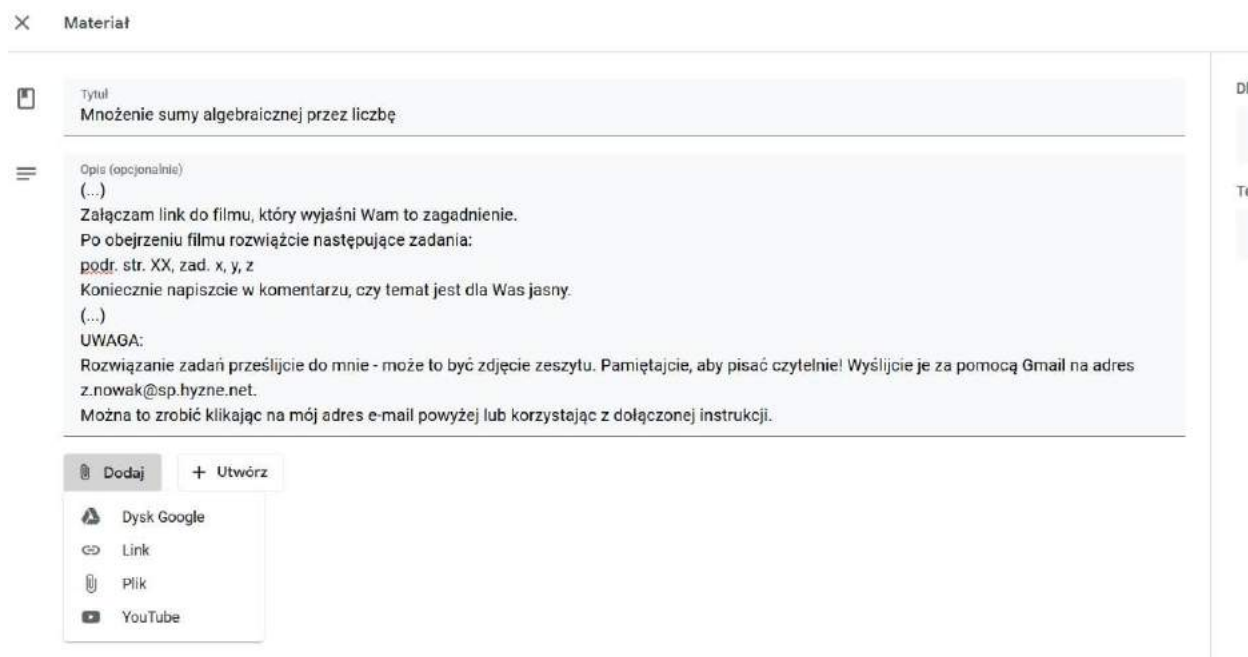 Materiał
Tytuł
Mnożenie sumy algebraicznej przez liczbę
Opis (opcjonalnie)
(...)
Załączam link do filmu, który wyjaśni Wam to zagadnienie.
Po obejrzeniu filmu rozwiążcie następujące zadania:
podr. str. XX, zad. x, y, z
Koniecznie napiszcie w komentarzu, czy temat jest dla Was jasny.
(...)
UWAGA:
Rozwiązanie zadań prześlijcie do mnie - może to być zdjęcie zeszytu. Pamiętajcie, aby pisać czytelnie! Wyślijcie je za pomocą Gmail na adres
z.nowak@sp.hyzne.net.
Można to zrobić klikając na mój adres e-mail powyżej lub korzystając z dołączonej instrukcji.
Dodaj
+ Utwórz
Dysk Google
Link
Plik
YouTube